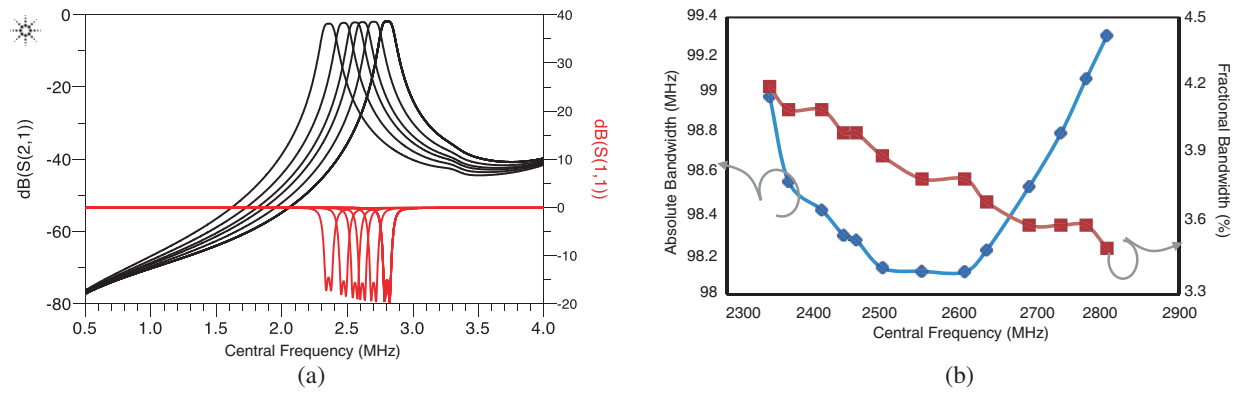 0
-20
-40
-60
-80
dB(S(2,1))
40
30
20
10
0
-10
-20
dB(S(1,1))
0.5 1.0 1.5 2.0 2.5 3.0 3.5 4.0
Central Frequency (MHz)
(a)
99.4
99.2
99
98.8
98.6
98.4
98.2
98
Absolute Bandwidth (MHz)
4.5
4.2
3.9
3.6
3.3
Fractional Bandwidth (%)
2300 2400 2500 2600 2700 2800 2900
Central Frequency (MHz)
(b)